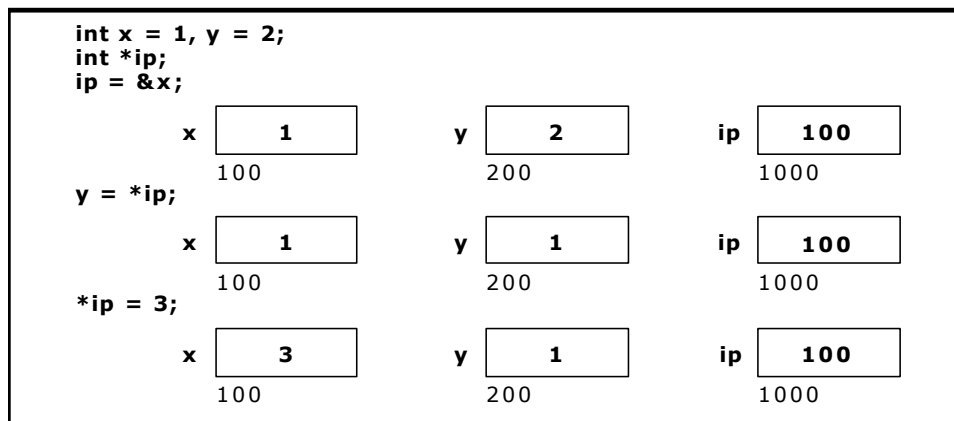 int x = 1, y = 2;
int *ip;
ip = &x;
x 1 y 2 ip 100
100 200 1000
y = *ip;
x 1 y 1 ip 100
100 200 1000
*ip = 3;
x 3 y 1 ip 100
100 200 1000